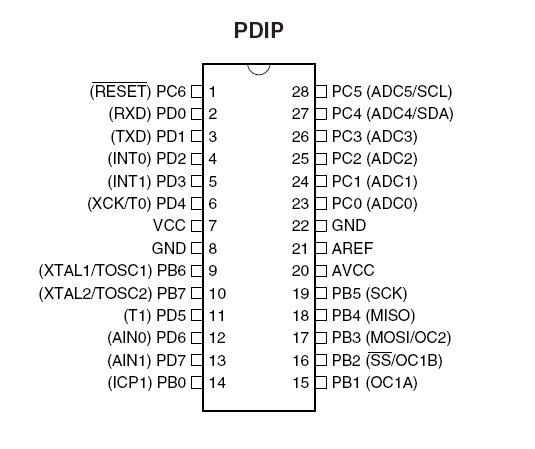 PDIP
(RESET) PC6 1 28 PC5 (ADC5/SCL)
(RXD) PD0 2 27 PC4 (ADC4/SDA)
(TXD) PD1 3 26 PC3 (ADC3)
(INT0) PD2 4 25 PC2 (ADC2)
(INT1) PD3 5 24 PC1 (ADC1)
(XCK/T0) PD4 6 23 PC0 (ADC0)
VCC 7 22 GND
GND 8 21 AREF
(XTAL1/TOSC1) PB6 9 20 AVCC
(XTAL2/TOSC2) PB7 10 19 PB5 (SCK)
(T1) PD5 11 18 PB4 (MISO)
(AIN0) PD6 12 17 PB3 (MOSI/OC2)
(AIN1) PD7 13 16 PB2 (SS/OC1B)
(ICP1) PB0 14 15 PB1 (OC1A)